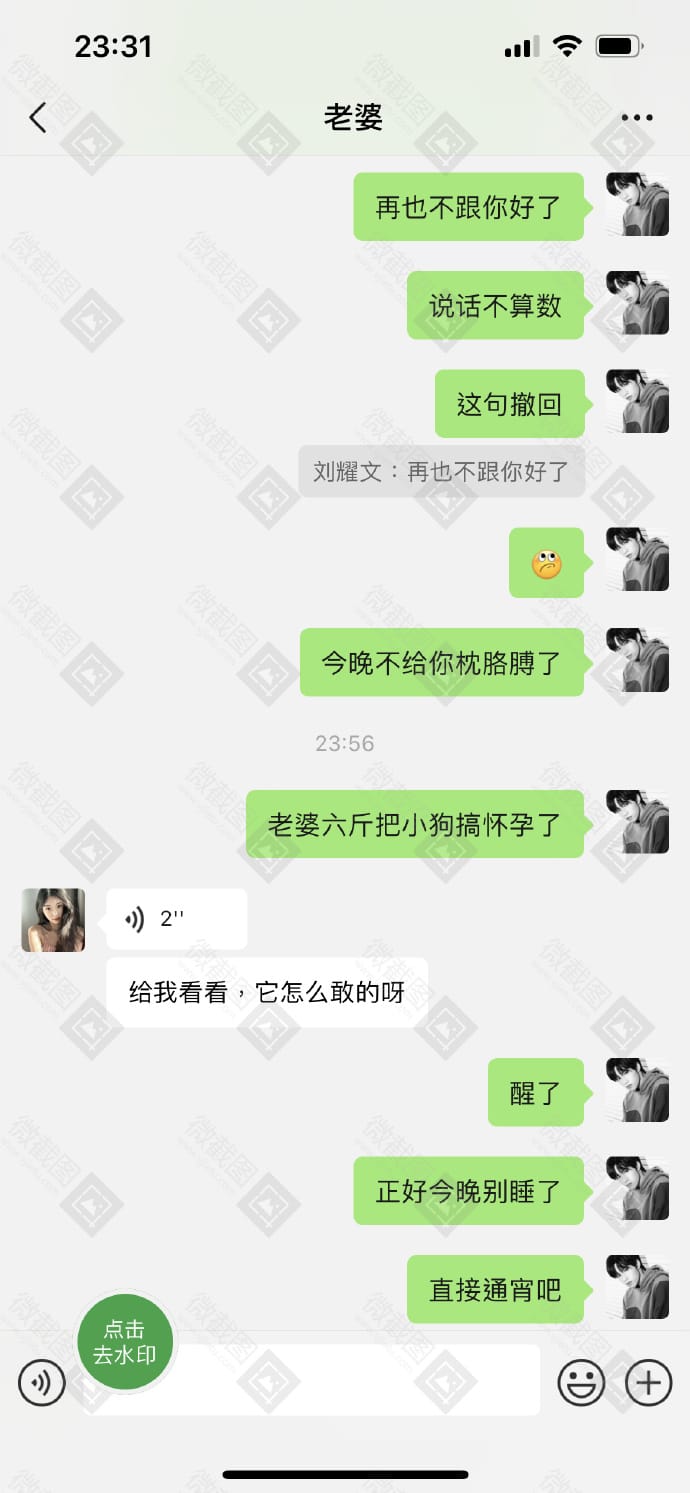 23:31
老婆
再也不跟你好了
说话不算数
这句撤回
刘耀文：再也不跟你好了
今晚不给你枕胳膊了
23:56
老婆六斤把小狗搞怀孕了
2''
给我看看，它怎么敢的呀
醒了
正好今晚别睡了
直接通宵吧
点击
去水印
微截图